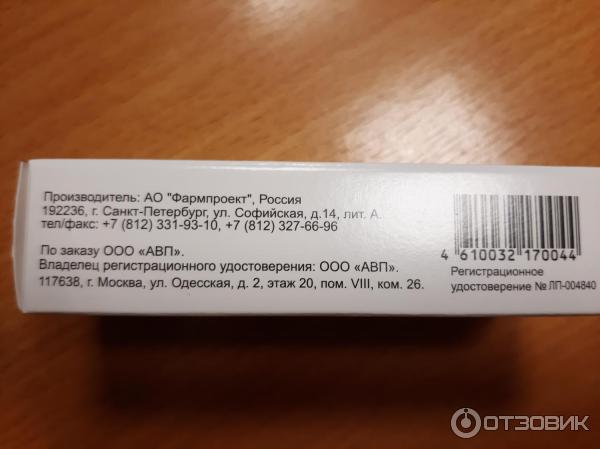 Производитель: АО "Фармпроект", Россия
192236, г. Санкт-Петербург, ул. Софийская, д.14, лит. А.
тел/факс: +7 (812) 331-93-10, +7 (812) 327-66-96
По заказу ООО «АВП».
Владелец регистрационного удостоверения: ООО «АВП».
117638, г. Москва, ул. Одесская, д. 2, этаж 20, пом. VIII, ком. 26.
4 610032 170044
Регистрационное
удостоверение № ЛП-004840
ОТЗОВИК